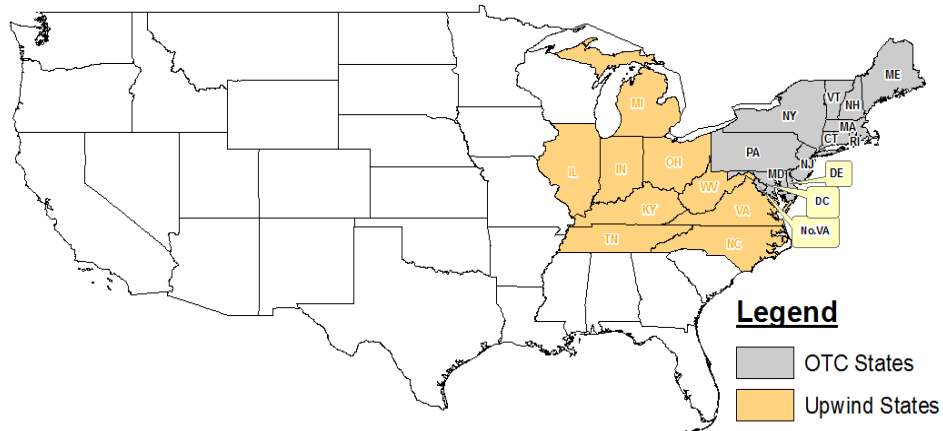 ME
VT
NH
NY
MA
CT
RI
MI
PA
NJ
OH
IL
IN
MD
DE
WV
DC
KY
VA
No.VA
TN
NC
Legend
OTC States
Upwind States